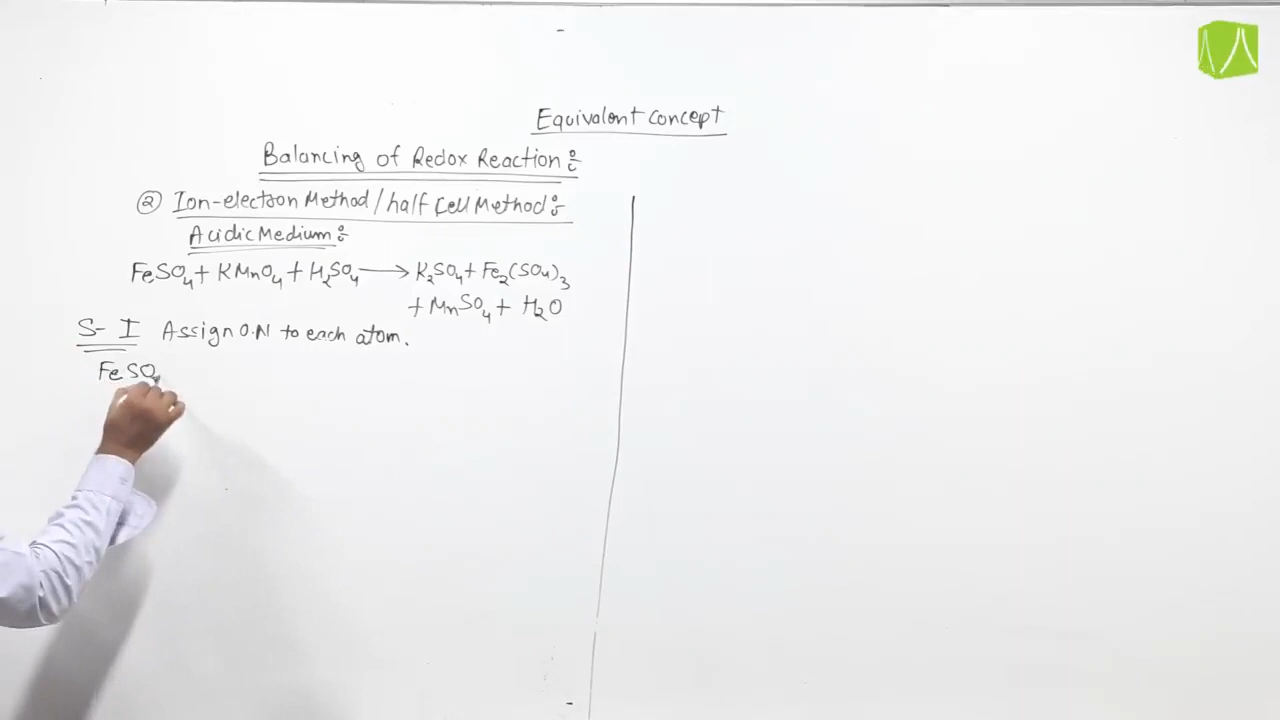 Equivalent Concept
Balancing of Redox Reaction:
② Ion-electron Method / half Cell Method:-
Acidic Medium:
FeSO₄ + KMnO₄ + H₂SO₄ ⟶ K₂SO₄ + Fe₂(SO₄)₃
+ MnSO₄ + H₂O
S- I Assign O.N to each atom.
FeSO